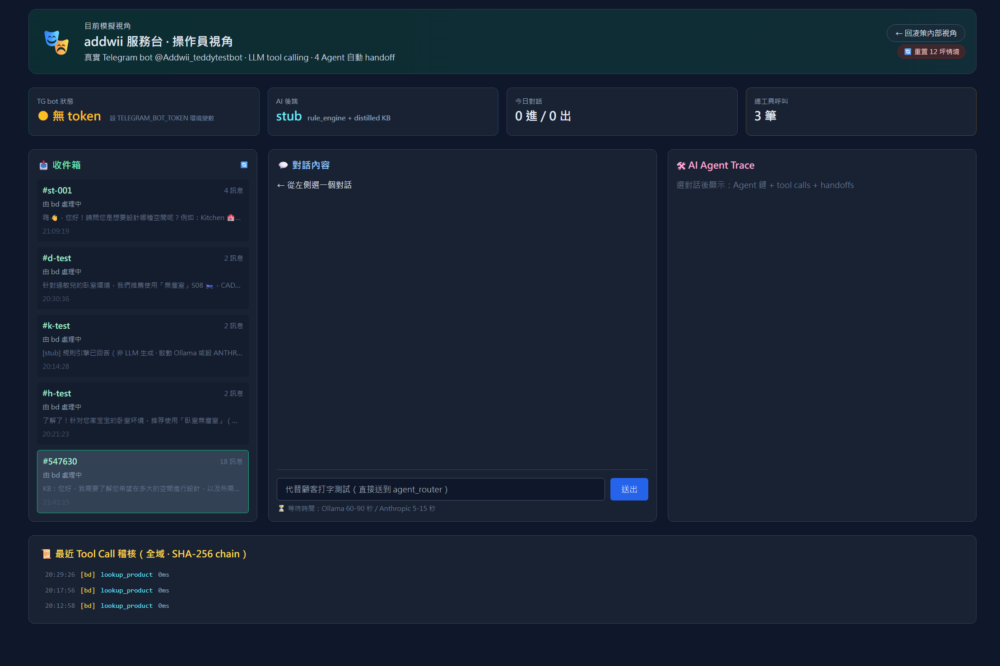 目前模擬視角
addwii 服務台 · 操作員視角
真實 Telegram bot @Addwii_teddytestbot · LLM tool calling · 4 Agent 自動 handoff
← 回凌策內部視角
重置 12 坪情境
TG bot 狀態
無 token 設 TELEGRAM_BOT_TOKEN 環境變數
AI 後端
stub rule_engine + distilled KB
今日對話
0 進 / 0 出
總工具呼叫
3 筆
收件箱
#st-001 4 訊息
由 bd 處理中
嗨👋，您好！請問您是想要設計哪種空間呢？例如：Kitchen 🏩...
21:09:19
#d-test 2 訊息
由 bd 處理中
针對過敏兒的臥室環境，我們推薦使用「無塵室」S08 🛏️，CAD...
20:30:36
#k-test 2 訊息
由 bd 處理中
[stub] 規則引擎已回答（非 LLM 生成 · 啟動 Ollama 或設 ANTHR...
20:14:28
#h-test 2 訊息
由 bd 處理中
了解了！针对您家宝宝的卧室环境，推荐使用「臥室無塵室」（...
20:21:23
#547630 18 訊息
由 bd 處理中
KB：您好，我需要了解您希望在多大的空間進行設計，以及所需...
21:41:15
對話內容
← 從左側選一個對話
代替顧客打字測試（直接送到 agent_router）
送出
⏳ 等待時間：Ollama 60-90 秒 / Anthropic 5-15 秒
AI Agent Trace
選對話後顯示：Agent 鏈 + tool calls + handoffs
最近 Tool Call 稽核（全域 · SHA-256 chain）
20:29:26 [bd] lookup_product 0ms
20:17:56 [bd] lookup_product 0ms
20:12:58 [bd] lookup_product 0ms